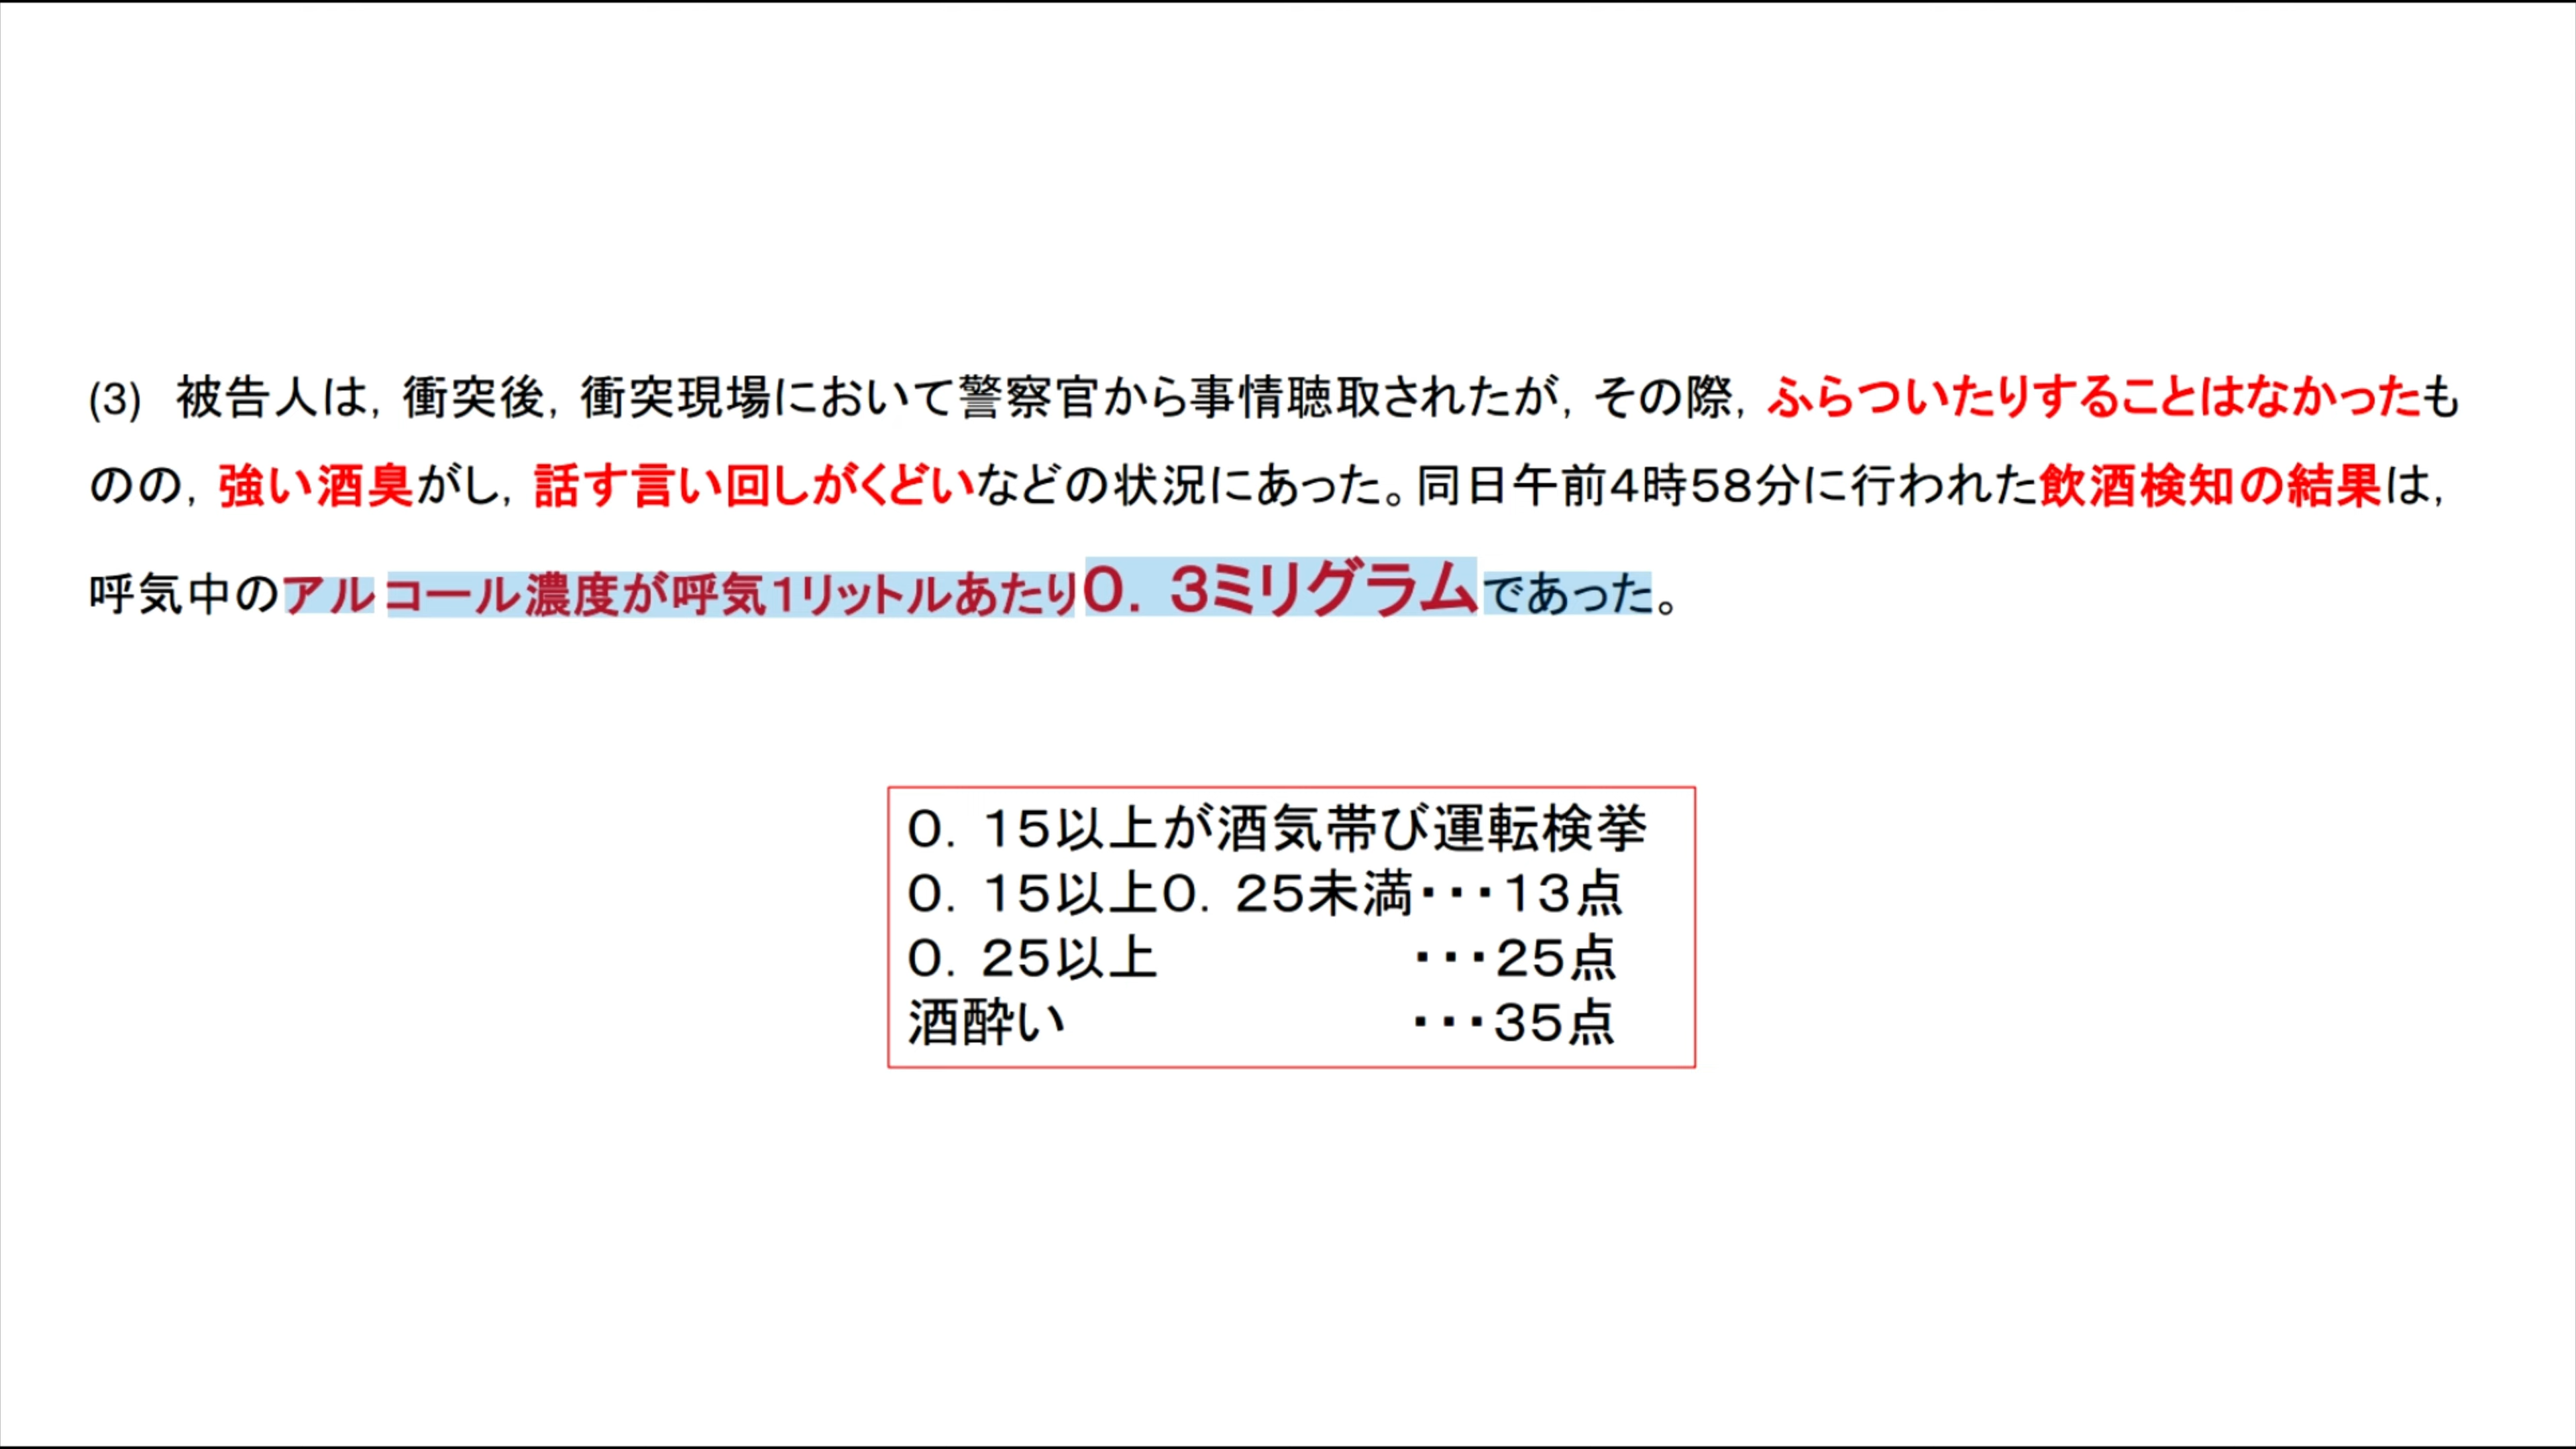 (3) 被告人は，衝突後，衝突現場において警察官から事情聴取されたが，その際，ふらついたりすることはなかったも
のの，強い酒臭がし，話す言い回しがくどいなどの状況にあった。同日午前４時５８分に行われた飲酒検知の結果は，
呼気中のアルコール濃度が呼気１リットルあたり０．３ミリグラムであった。
０．１５以上が酒気帯び運転検挙
０．１５以上０．２５未満・・・１３点
０．２５以上　　　　　・・・２５点
酒酔い　　　　　　　・・・３５点